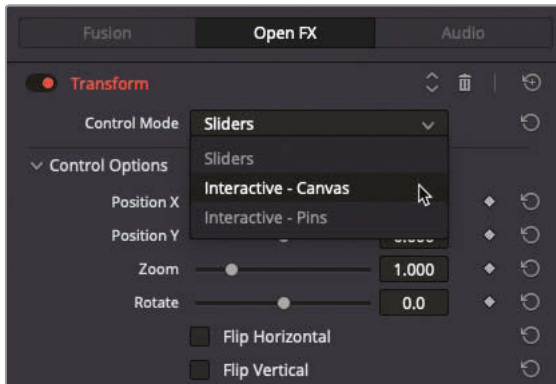 Fusion Open FX Audio
Transform
Control Mode Sliders
Sliders
Control Options
Interactive - Canvas
Position X
Interactive - Pins
Position Y
Zoom 1.000
Rotate 0.0
Flip Horizontal
Flip Vertical